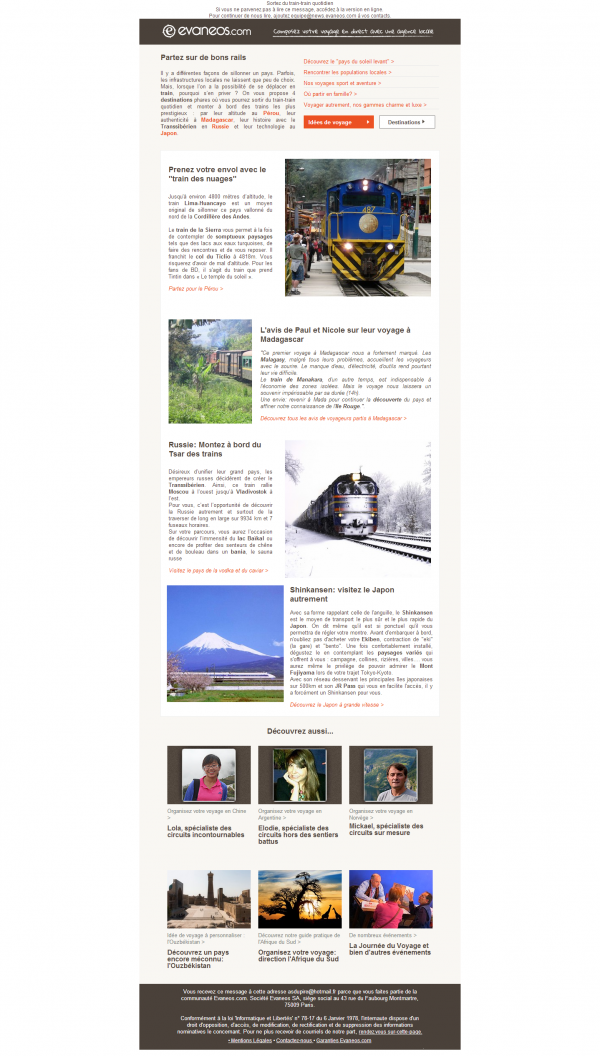 Sortez du train-train quotidien
Si vous ne parvenez pas à lire ce message, accédez à la version en ligne.
Pour continuer de nous lire, ajoutez equipe@news.evaneos.com à vos contacts.
evaneos.com
Composez votre voyage en direct avec une agence locale
Partez sur de bons rails
Il y a différentes façons de sillonner un pays. Parfois,
les infrastructures locales ne laissent que peu de choix.
Mais, lorsque l'on a la possibilité de se déplacer en
train, pourquoi s'en priver ? On vous propose 4
destinations phares où vous pourrez sortir du train-train
quotidien et monter à bord des trains les plus
prestigieux : par leur altitude au Pérou, leur
authenticité à Madagascar, leur histoire avec le
Transsibérien en Russie et leur technologie au
Japon.
Découvrez le "pays du soleil levant" >
Rencontrer les populations locales >
Nos voyages sport et aventure >
Où partir en famille? >
Voyager autrement, nos gammes charme et luxe >
Idées de voyage
Destinations
Prenez votre envol avec le
"train des nuages"
Jusqu'à environ 4800 mètres d'altitude, le
train Lima-Huancayo est un moyen
original de sillonner ce pays vallonné du
nord de la Cordillère des Andes.
Le train de la Sierra vous permet à la fois
de contempler de somptueux paysages
tels que des lacs aux eaux turquoises, de
faire des rencontres et de vous reposer. Il
franchit le col du Ticlio à 4818m. Vous
risquerez d'avoir de mal d'altitude. Pour les
fans de BD, il s'agit du train que prend
Tintin dans « Le temple du soleil ».
Partez pour le Pérou >
487
L'avis de Paul et Nicole sur leur voyage à
Madagascar
"Ce premier voyage à Madagascar nous a fortement marqué. Les
Malagasy, malgré tous leurs problèmes, accueillent les voyageurs
avec le sourire. Le manque d'eau, d'électricité, d'outils rend pourtant
leur vie difficile.
Le train de Manakara, d'un autre temps, est indispensable à
l'économie des zones isolées. Mais le voyage nous laissera un
souvenir impérissable par sa durée (14h).
Une envie: revenir à Mada pour continuer la découverte du pays et
affiner notre connaissance de l'Ile Rouge."
Découvrez tous les avis de voyageurs partis à Madagascar >
Russie: Montez à bord du
Tsar des trains
Désireux d'unifier leur grand pays, les
empereurs russes décidèrent de créer le
Transsibérien. Ainsi, ce train rallie
Moscou à l'ouest jusqu'à Vladivostok à
l'est.
Pour vous, c'est l'opportunité de découvrir
la Russie autrement et surtout de la
traverser de long en large sur 9934 km et 7
fuseaux horaires.
Sur votre parcours, vous aurez l'occasion
de découvrir l'immensité du lac Baïkal ou
encore de profiter des senteurs de chêne
et de bouleau dans un bania, le sauna
russe.
Visitez le pays de la vodka et du caviar >
Shinkansen: visitez le Japon
autrement
Avec sa forme rappelant celle de l'anguille, le Shinkansen
est le moyen de transport le plus sûr et le plus rapide du
Japon. On dit même qu'il est si ponctuel qu'il vous
permettra de régler votre montre. Avant d'embarquer à bord,
n'oubliez pas d'acheter votre Ekiben, contraction de "eki"
(la gare) et "bento". Une fois confortablement installé,
dégustez le en contemplant les paysages variés qui
s'offrent à vous : campagne, collines, rizières, villes... vous
aurez même le privilège de pouvoir admirer le Mont
Fujiyama lors de votre trajet Tokyo-Kyoto.
Avec son réseau desservant les principales îles japonaises
sur 500km et son JR Pass qui vous en facilite l'accès, il y
a forcément un Shinkansen pour vous.
Découvrez le Japon à grande vitesse >
Découvrez aussi...
Organisez votre voyage en Chine
>
Lola, spécialiste des
circuits incontournables
Organisez votre voyage en
Argentine >
Elodie, spécialiste des
circuits hors des sentiers
battus
Organisez votre voyage en
Norvège >
Mickael, spécialiste des
circuits sur mesure
Idée de voyage à personnaliser :
l'Ouzbékistan >
Découvrez un pays
encore méconnu:
l'Ouzbékistan
Découvrez notre guide pratique de
l'Afrique du Sud >
Organisez votre voyage:
direction l'Afrique du Sud
De nombreux événements >
La Journée du Voyage et
bien d'autres événements
Vous recevez ce message à cette adresse asdupire@hotmail.fr parce que vous faites partie de la
communauté Evaneos.com. Société Evaneos SA, siège social au 43 rue du Faubourg Montmartre,
75009 Paris.
Conformément à la loi 'Informatique et Libertés' n° 78-17 du 6 Janvier 1978, l'internaute dispose d'un
droit d'opposition, d'accès, de modification, de rectification et de suppression des informations
nominatives le concernant. Pour ne plus recevoir de courriels de notre part, rendez vous sur cette page.
• Mentions Légales • Contactez-nous • Garanties Evaneos.com